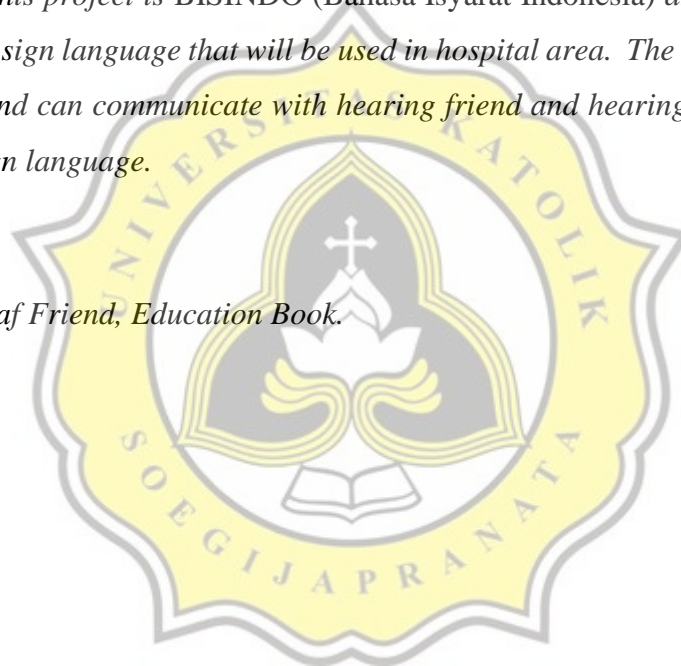 his project is BISINDO (Bahasa Isyarat Indonesia)
sign language that will be used in hospital area. The
nd can communicate with hearing friend and hearing
n language.
af Friend, Education Book.
UNIVERSITAS KATOLIK
SOEGIJAPRANATA